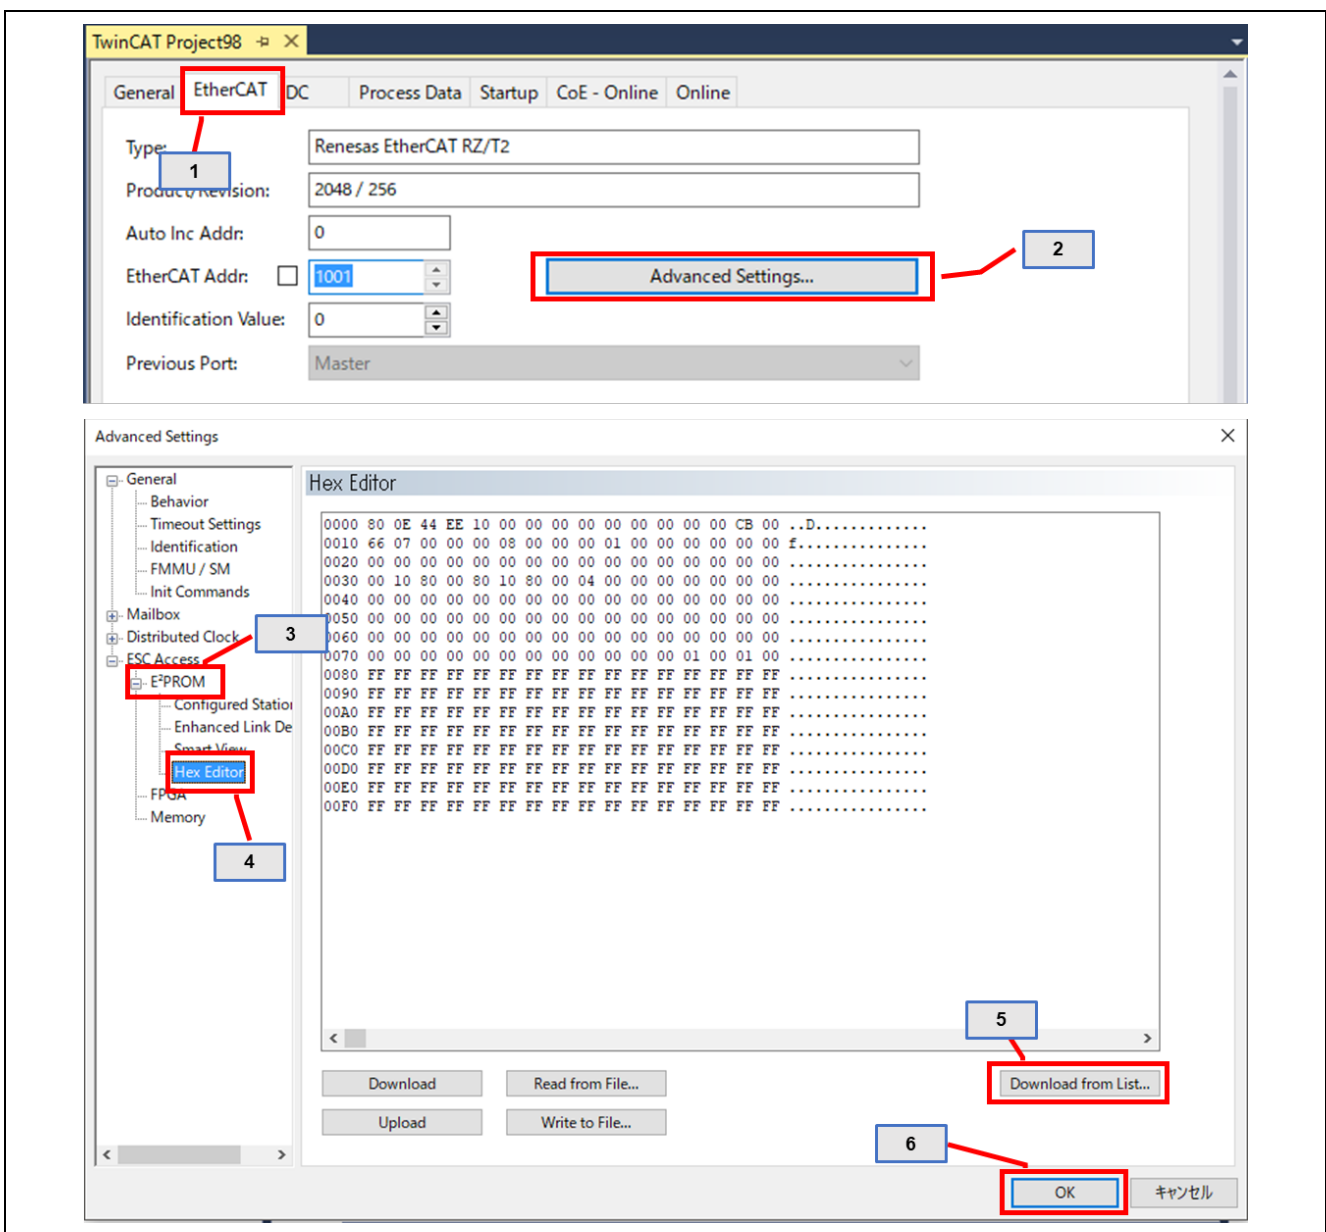 TwinCAT Project98
General EtherCAT DC Process Data Startup CoE - Online Online
Type: Renesas EtherCAT RZ/T2
1
Product/Revision: 2048 / 256
Auto Inc Addr: 0
2
EtherCAT Addr: 1001 Advanced Settings...
Identification Value: 0
Previous Port: Master
Advanced Settings
General
Behavior
Timeout Settings
Identification
FMMU / SM
Init Commands
Mailbox
Distributed Clock
3
ESC Access
E²PROM
Configured Station
Enhanced Link De
Smart View
Hex Editor
FPGA
Memory
4
Hex Editor
0000 80 0E 44 EE 10 00 00 00 00 00 00 00 00 00 CB 00 ..D.............
0010 66 07 00 00 00 08 00 00 00 01 00 00 00 00 00 00 f...............
0020 00 00 00 00 00 00 00 00 00 00 00 00 00 00 00 00 ................
0030 00 10 80 00 80 10 80 00 04 00 00 00 00 00 00 00 ................
0040 00 00 00 00 00 00 00 00 00 00 00 00 00 00 00 00 ................
0050 00 00 00 00 00 00 00 00 00 00 00 00 00 00 00 00 ................
0060 00 00 00 00 00 00 00 00 00 00 00 00 00 00 00 00 ................
0070 00 00 00 00 00 00 00 00 00 00 00 00 01 00 01 00 ................
0080 FF FF FF FF FF FF FF FF FF FF FF FF FF FF FF FF ................
0090 FF FF FF FF FF FF FF FF FF FF FF FF FF FF FF FF ................
00A0 FF FF FF FF FF FF FF FF FF FF FF FF FF FF FF FF ................
00B0 FF FF FF FF FF FF FF FF FF FF FF FF FF FF FF FF ................
00C0 FF FF FF FF FF FF FF FF FF FF FF FF FF FF FF FF ................
00D0 FF FF FF FF FF FF FF FF FF FF FF FF FF FF FF FF ................
00E0 FF FF FF FF FF FF FF FF FF FF FF FF FF FF FF FF ................
00F0 FF FF FF FF FF FF FF FF FF FF FF FF FF FF FF FF ................
5
Download Read from File... Download from List...
Upload Write to File...
6
OK キャンセル